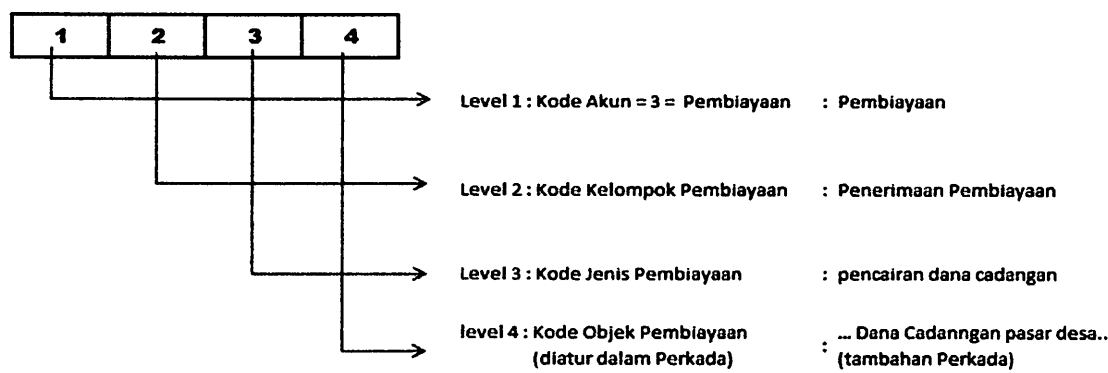 1 2 3 4
Level 1 : Kode Akun = 3 = Pembiayaan : Pembiayaan
Level 2 : Kode Kelompok Pembiayaan : Penerimaan Pembiayaan
Level 3 : Kode Jenis Pembiayaan : pencairan dana cadangan
level 4 : Kode Objek Pembiayaan : ... Dana Cadanngan pasar desa..
(diatur dalam Perkada) (tambahan Perkada)